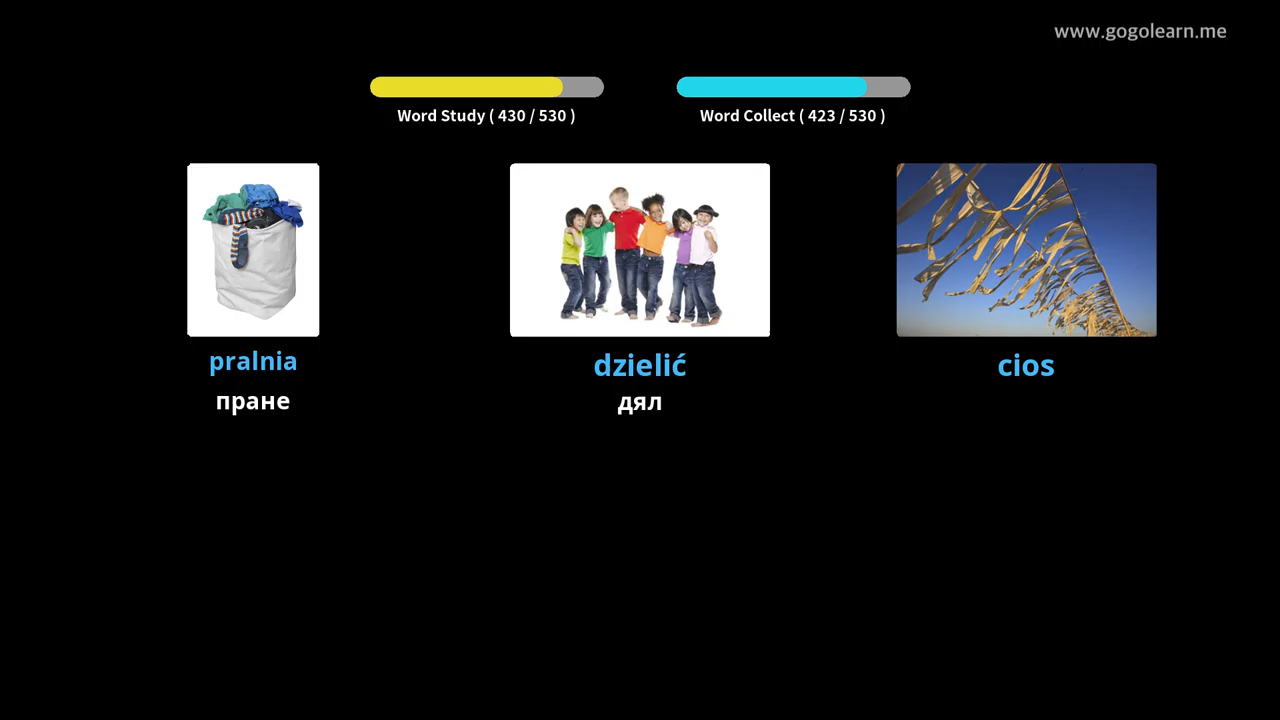 www.gogolearn.me
Word Study ( 430 / 530 )
Word Collect ( 423 / 530 )
pralnia
dzielić
cios
пране
дял